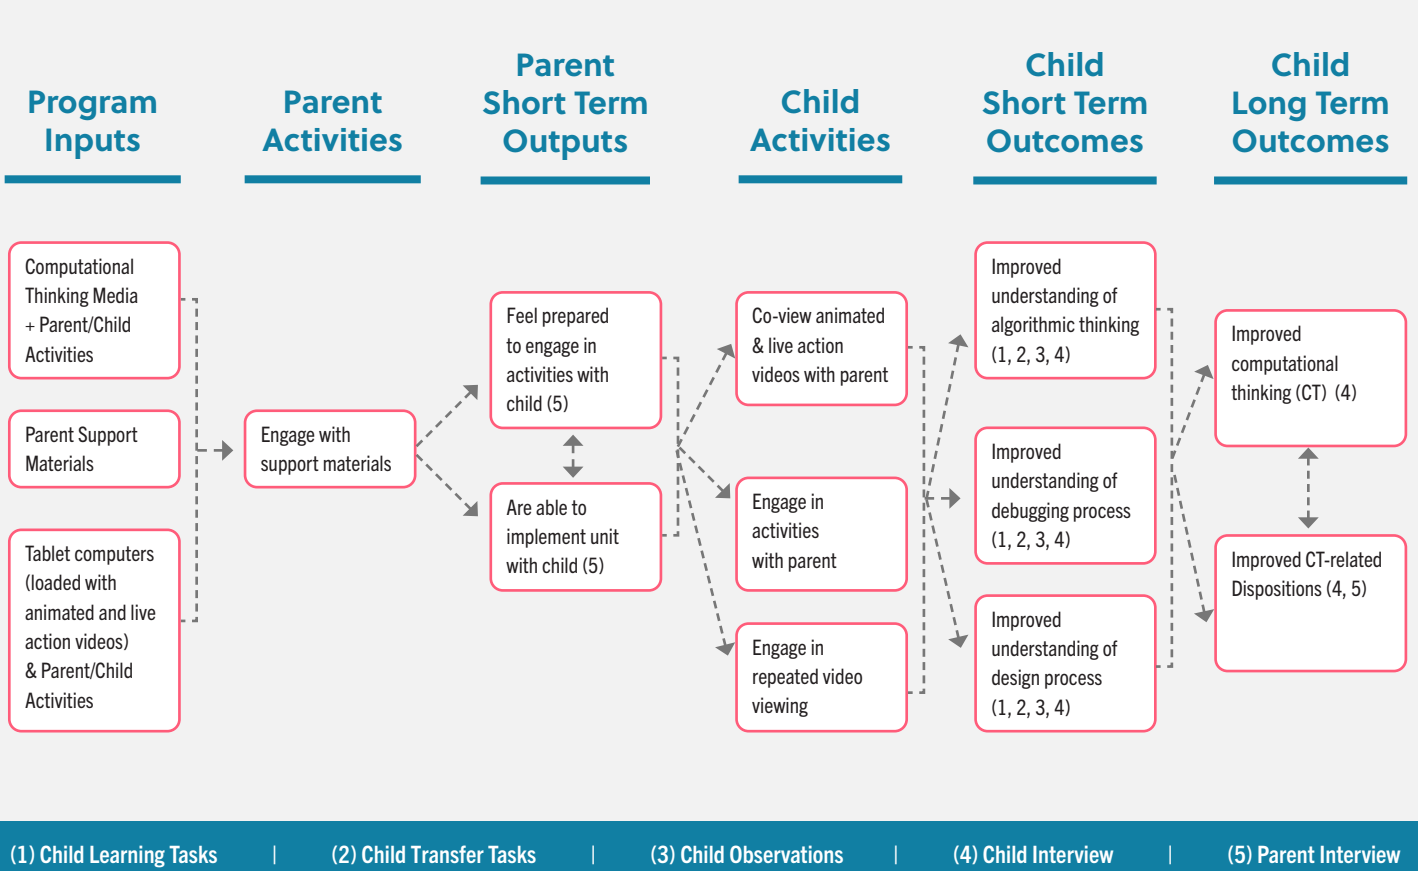 Program
Inputs
Parent
Activities
Parent
Short Term
Outputs
Child
Activities
Child
Short Term
Outcomes
Child
Long Term
Outcomes
Computational
Thinking Media
+ Parent/Child
Activities
Parent Support
Materials
Tablet computers
(loaded with
animated and live
action videos)
& Parent/Child
Activities
Engage with
support materials
Feel prepared
to engage in
activities with
child (5)
Are able to
implement unit
with child (5)
Co-view animated
& live action
videos with parent
Engage in
activities
with parent
Engage in
repeated video
viewing
Improved
understanding of
algorithmic thinking
(1, 2, 3, 4)
Improved
understanding of
debugging process
(1, 2, 3, 4)
Improved
understanding of
design process
(1, 2, 3, 4)
Improved
computational
thinking (CT) (4)
Improved CT-related
Dispositions (4, 5)
(1) Child Learning Tasks | (2) Child Transfer Tasks | (3) Child Observations | (4) Child Interview | (5) Parent Interview